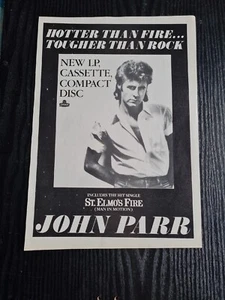 HOTTER THAN FIRE...
TOUGHER THAN ROCK
NEW LP,
CASSETTE,
COMPACT
DISC
INCLUDES THE HIT SINGLE
ST. ELMO'S FIRE
(MAN IN MOTION)
JOHN PARR